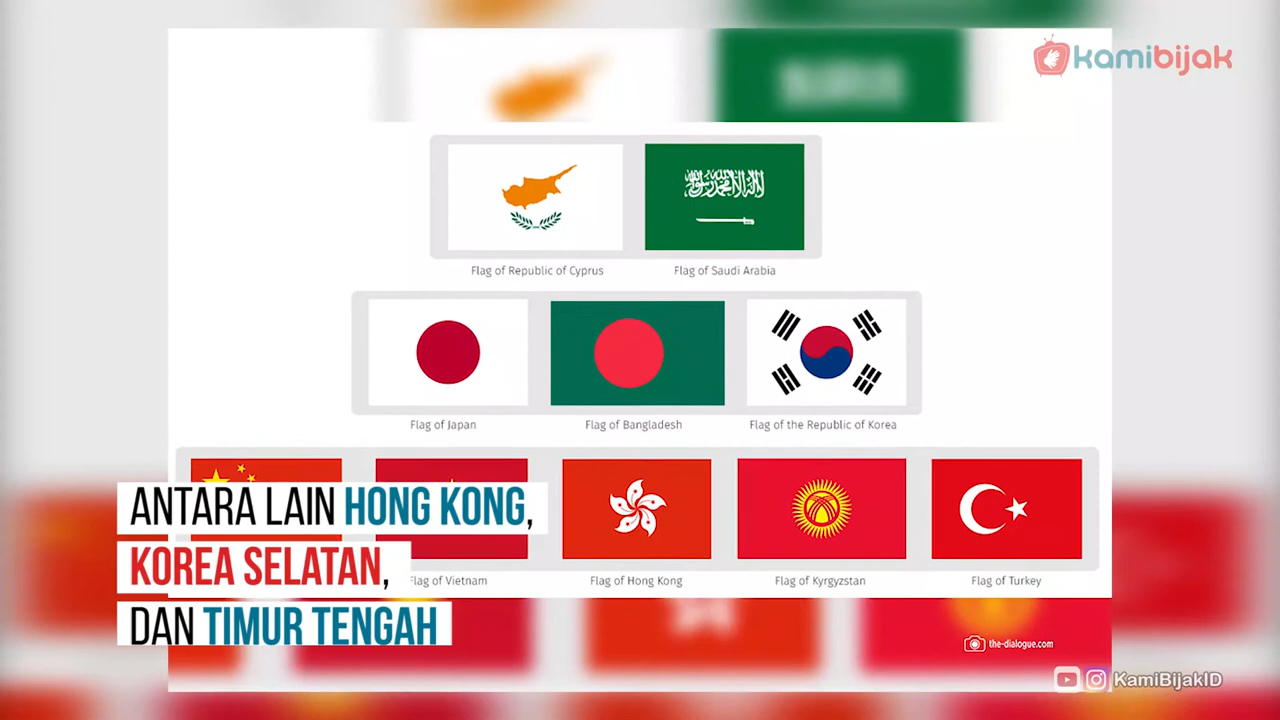 kamibijak
Flag of Republic of Cyprus
Flag of Saudi Arabia
Flag of Japan
Flag of Bangladesh
Flag of the Republic of Korea
ANTARA LAIN HONG KONG,
KOREA SELATAN,
DAN TIMUR TENGAH
Flag of Vietnam
Flag of Hong Kong
Flag of Kyrgyzstan
Flag of Turkey
the-dialogue.com
KamiBijakID